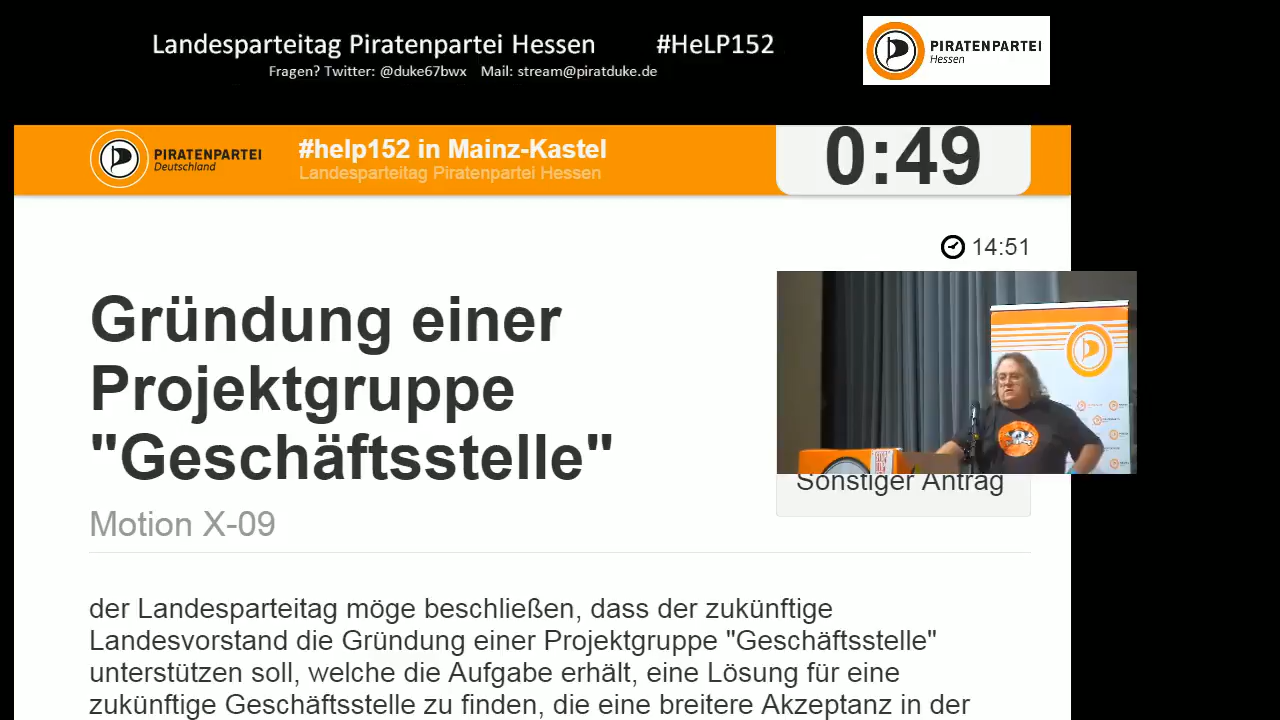 Landesparteitag Piratenpartei Hessen #HeLP152
Fragen? Twitter: @duke67bwx Mail: stream@piratduke.de
PIRATENPARTEI
Hessen
PIRATENPARTEI
Deutschland
#help152 in Mainz-Kastel
Landesparteitag Piratenpartei Hessen
0:49
14:51
Gründung einer
Projektgruppe
"Geschäftsstelle"
Motion X-09
Sonstiger Antrag
der Landesparteitag möge beschließen, dass der zukünftige
Landesvorstand die Gründung einer Projektgruppe "Geschäftsstelle"
unterstützen soll, welche die Aufgabe erhält, eine Lösung für eine
zukünftige Geschäftsstelle zu finden, die eine breitere Akzeptanz in der